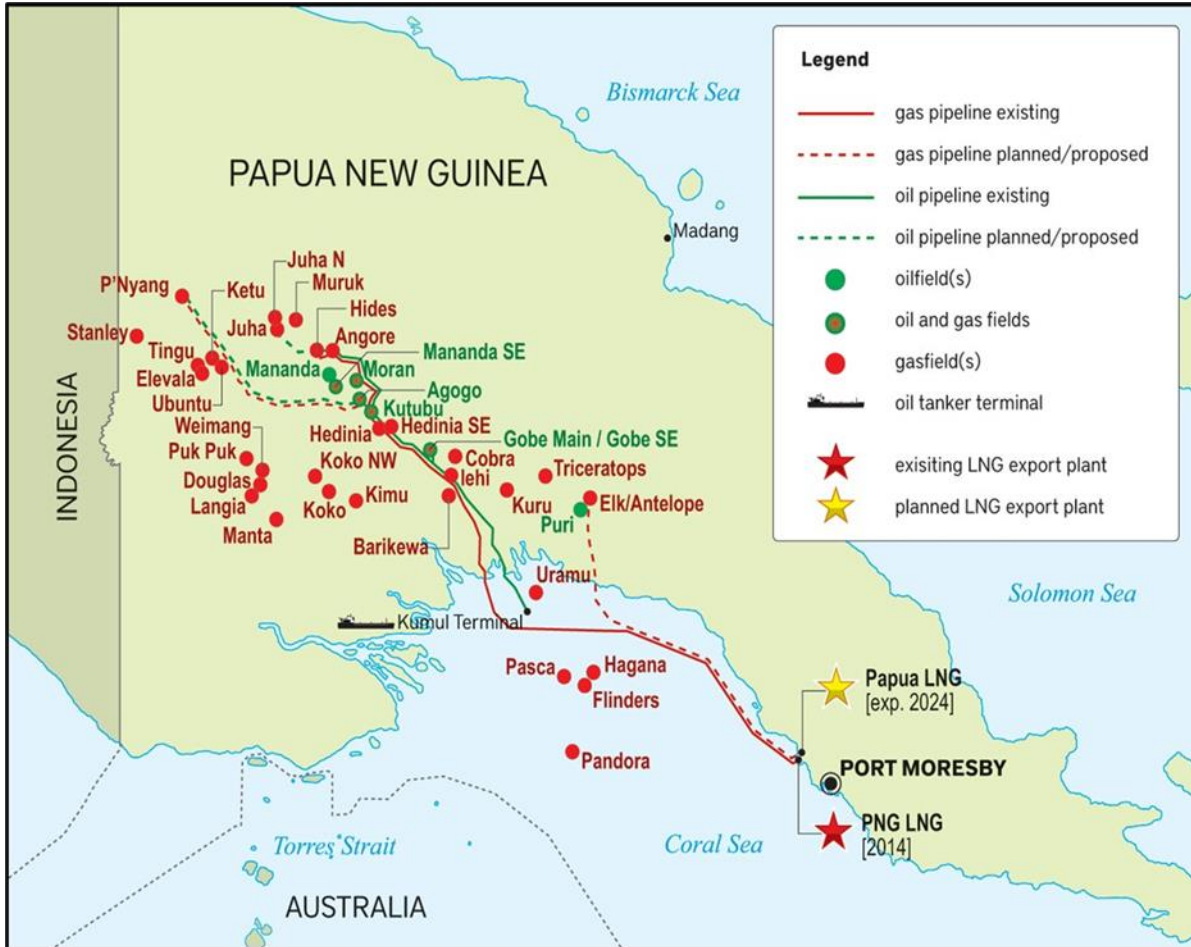 Bismarck Sea
PAPUA NEW GUINEA
Madang
Juha N
Muruk
P'Nyang
Ketu
Hides
Stanley
Juha
Angore
Mananda SE
Tingu
Mananda
Moran
Elevala
Agogo
Ubuntu
Kutubu
Weimang
Hedinia
Hedinia SE
Gobe Main / Gobe SE
Puk Puk
Koko NW
Cobra
Triceratops
Douglas
Iehi
Langia
Koko
Kimu
Kuru
Elk/Antelope
Manta
Puri
Barikewa
INDONESIA
Uramu
Kumul Terminal
Solomon Sea
Pasca
Hagana
Flinders
Papua LNG
[exp. 2024]
Pandora
PORT MORESBY
PNG LNG
[2014]
Torres Strait
Coral Sea
AUSTRALIA
Legend
gas pipeline existing
gas pipeline planned/proposed
oil pipeline existing
oil pipeline planned/proposed
oilfield(s)
oil and gas fields
gasfield(s)
oil tanker terminal
exisiting LNG export plant
planned LNG export plant